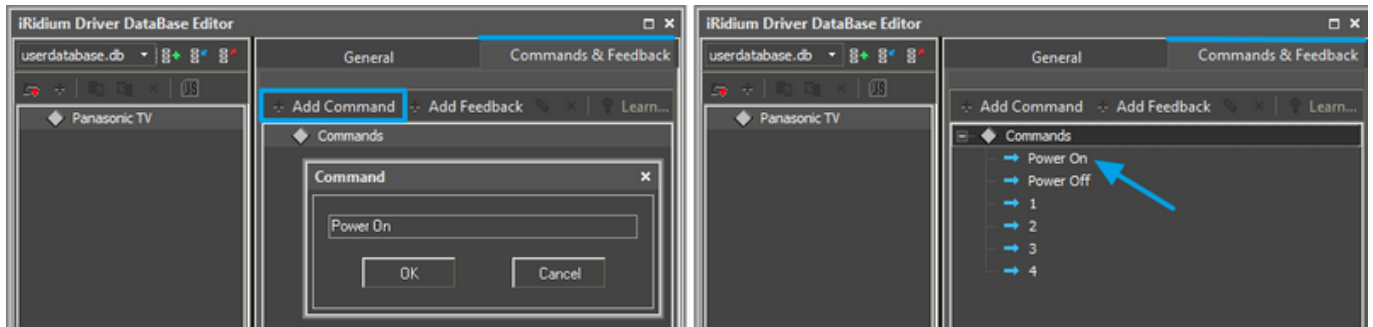 iRidium Driver DataBase Editor
userdatabase.db
General
Commands & Feedback
JS
Add Command
Add Feedback
Learn...
Panasonic TV
Commands
Command
Power On
OK
Cancel
iRidium Driver DataBase Editor
userdatabase.db
General
Commands & Feedback
JS
Add Command
Add Feedback
Learn...
Panasonic TV
Commands
Power On
Power Off
1
2
3
4